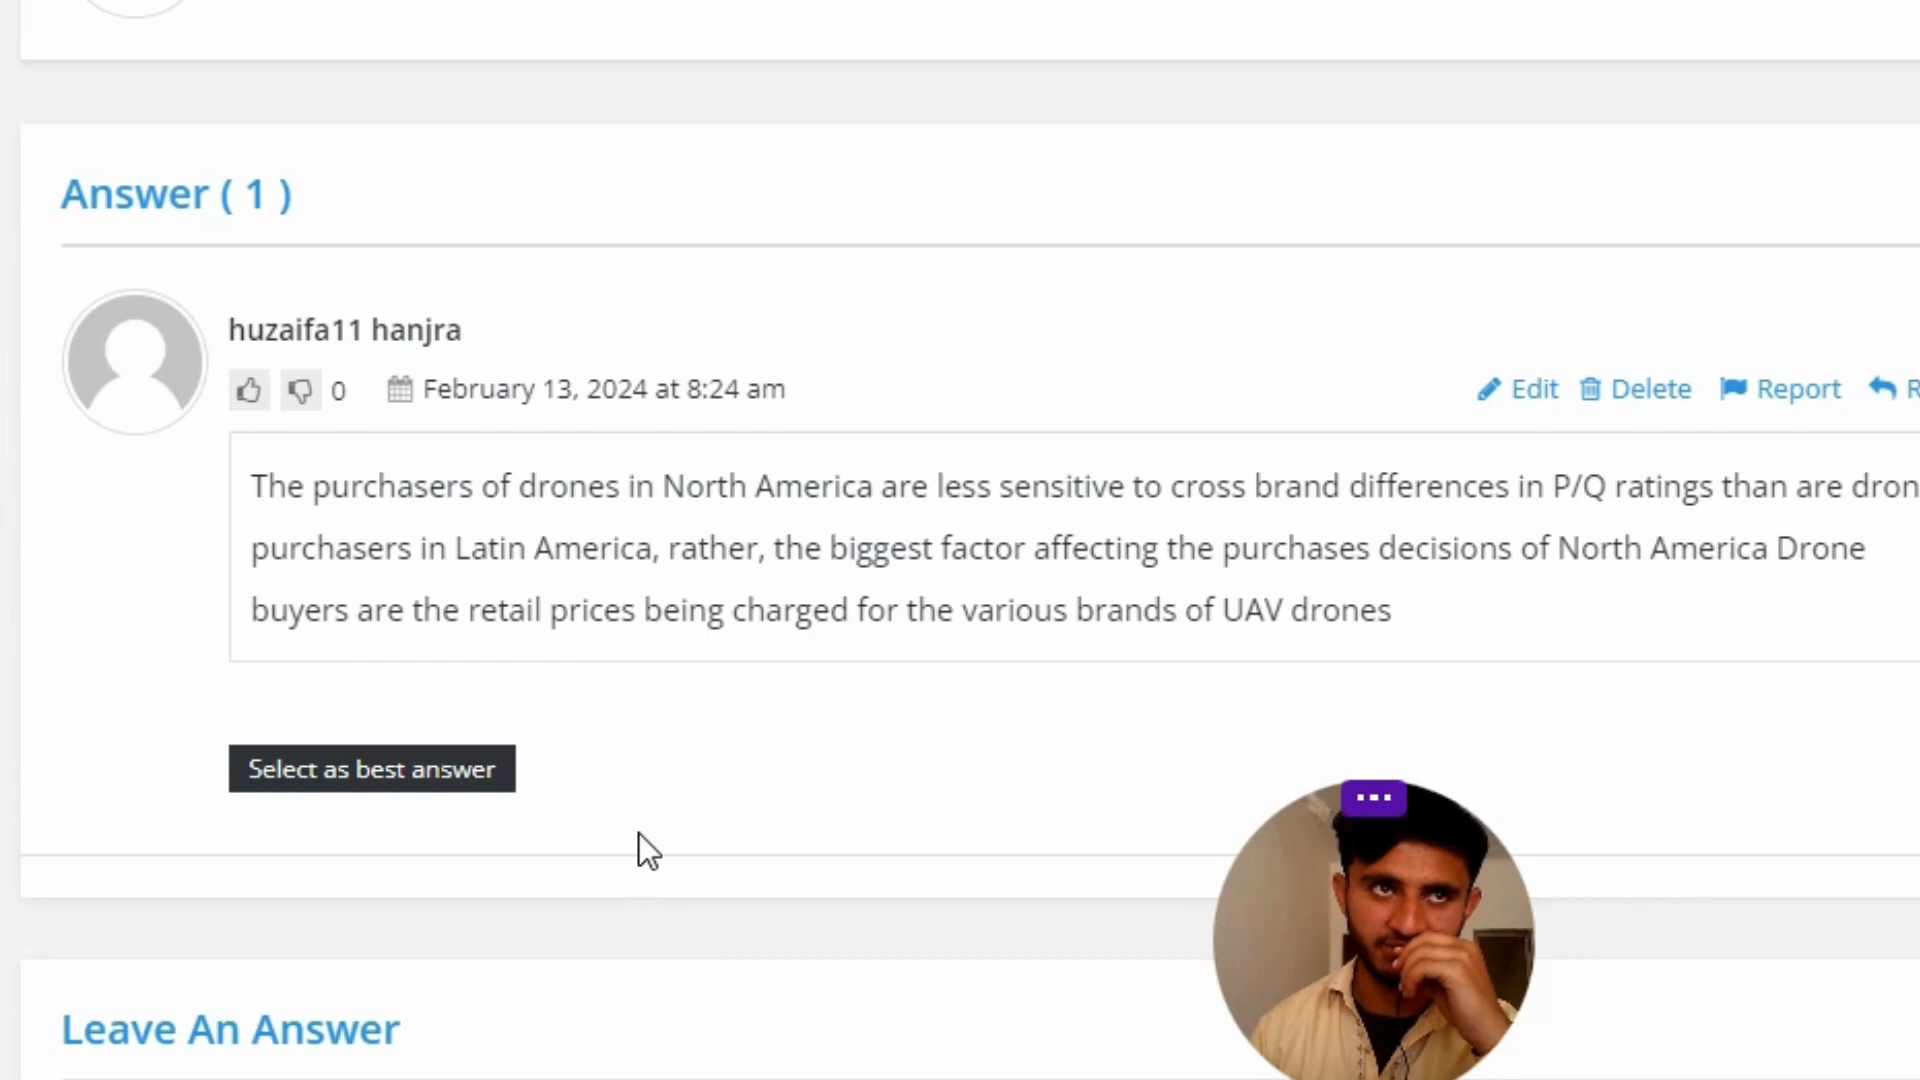 Answer ( 1 )
huzaifa11 hanjra
0 February 13, 2024 at 8:24 am Edit Delete Report
The purchasers of drones in North America are less sensitive to cross brand differences in P/Q ratings than are
purchasers in Latin America, rather, the biggest factor affecting the purchases decisions of North America Drone
buyers are the retail prices being charged for the various brands of UAV drones
Select as best answer
Leave An Answer